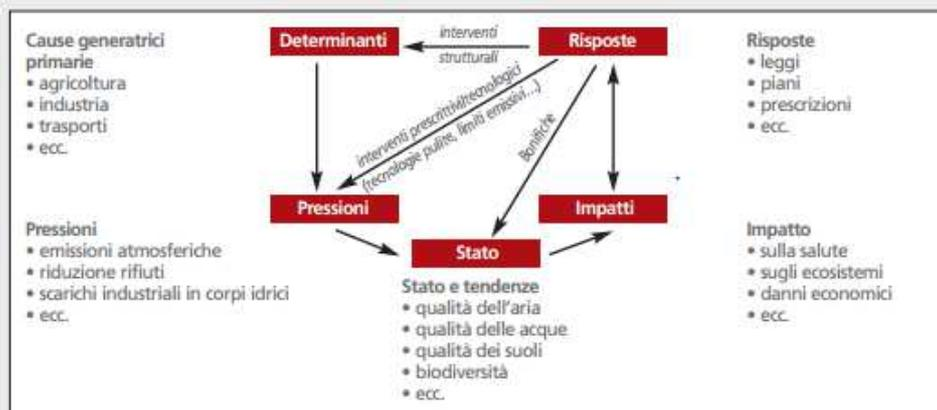 Cause generatrici
primarie
• agricoltura
• industria
• trasporti
• ecc.
Determinanti
interventi
strutturali
Risposte
Risposte
• leggi
• piani
• prescrizioni
• ecc.
interventi prescrittivi/tecnologici
(tecnologie pulite, limiti emissivi...)
Bonifiche
Pressioni
Impatti
Stato
Pressioni
• emissioni atmosferiche
• riduzione rifiuti
• scarichi industriali in corpi idrici
• ecc.
Stato e tendenze
• qualità dell'aria
• qualità delle acque
• qualità dei suoli
• biodiversità
• ecc.
Impatto
• sulla salute
• sugli ecosistemi
• danni economici
• ecc.